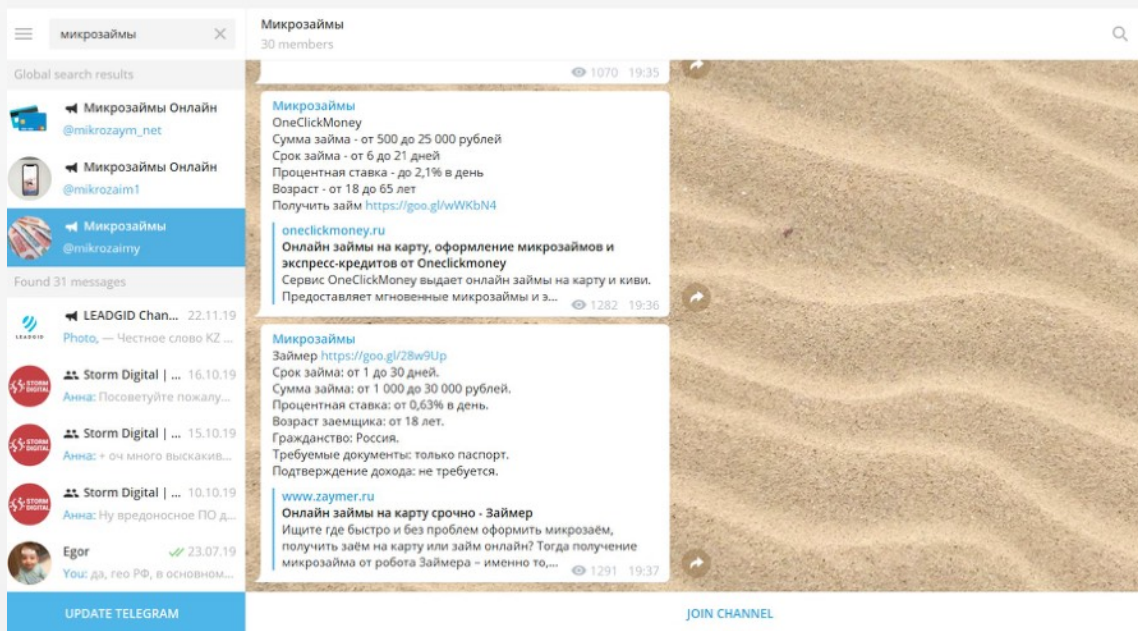 микрозаймы
Global search results
Микрозаймы Онлайн
@mikrozaym_net
Микрозаймы Онлайн
@mikrozaim1
Микрозаймы
@mikrozaimy
Found 31 messages
LEADGID Chan... 22.11.19
LEADGID
Photo, — Честное слово KZ ...
Storm Digital | ... 16.10.19
STORM DIGITAL
Анна: Посоветуйте пожалу...
Storm Digital | ... 15.10.19
STORM DIGITAL
Анна: + оч много выскакив...
Storm Digital | ... 10.10.19
STORM DIGITAL
Анна: Ну вредоносное ПО д...
Egor 23.07.19
You: да, гео РФ, в основном...
UPDATE TELEGRAM
Микрозаймы
30 members
1070 19:35
Микрозаймы
OneClickMoney
Сумма займа - от 500 до 25 000 рублей
Срок займа - от 6 до 21 дней
Процентная ставка - до 2,1% в день
Возраст - от 18 до 65 лет
Получить займ https://goo.gl/wWKbN4
oneclickmoney.ru
Онлайн займы на карту, оформление микрозаймов и
экспресс-кредитов от Oneclickmoney
Сервис OneClickMoney выдает онлайн займы на карту и киви.
Предоставляет мгновенные микрозаймы и э...
1282 19:36
Микрозаймы
Займер https://goo.gl/28w9Up
Срок займа: от 1 до 30 дней.
Сумма займа: от 1 000 до 30 000 рублей.
Процентная ставка: от 0,63% в день.
Возраст заемщика: от 18 лет.
Гражданство: Россия.
Требуемые документы: только паспорт.
Подтверждение дохода: не требуется.
www.zaymer.ru
Онлайн займы на карту срочно - Займер
Ищите где быстро и без проблем оформить микрозаём,
получить заём на карту или займ онлайн? Тогда получение
микрозайма от робота Займера – именно то,...
1291 19:37
JOIN CHANNEL